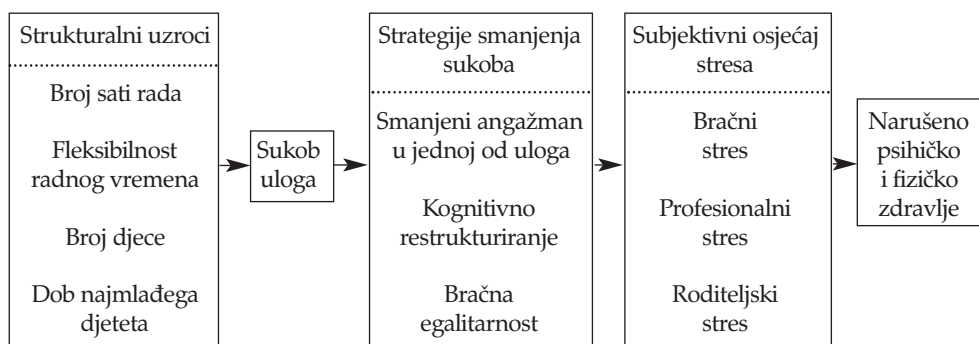 Strukturalni uzroci
Broj sati rada
Fleksibilnost
radnog vremena
Broj djece
Dob najmlađega
djeteta
Sukob
uloga
Strategije smanjenja
sukoba
Smanjeni angažman
u jednoj od uloga
Kognitivno
restrukturiranje
Bračna
egalitarnost
Subjektivni osjećaj
stresa
Bračni
stres
Profesionalni
stres
Roditeljski
stres
Narušeno
psihičko
i fizičko
zdravlje